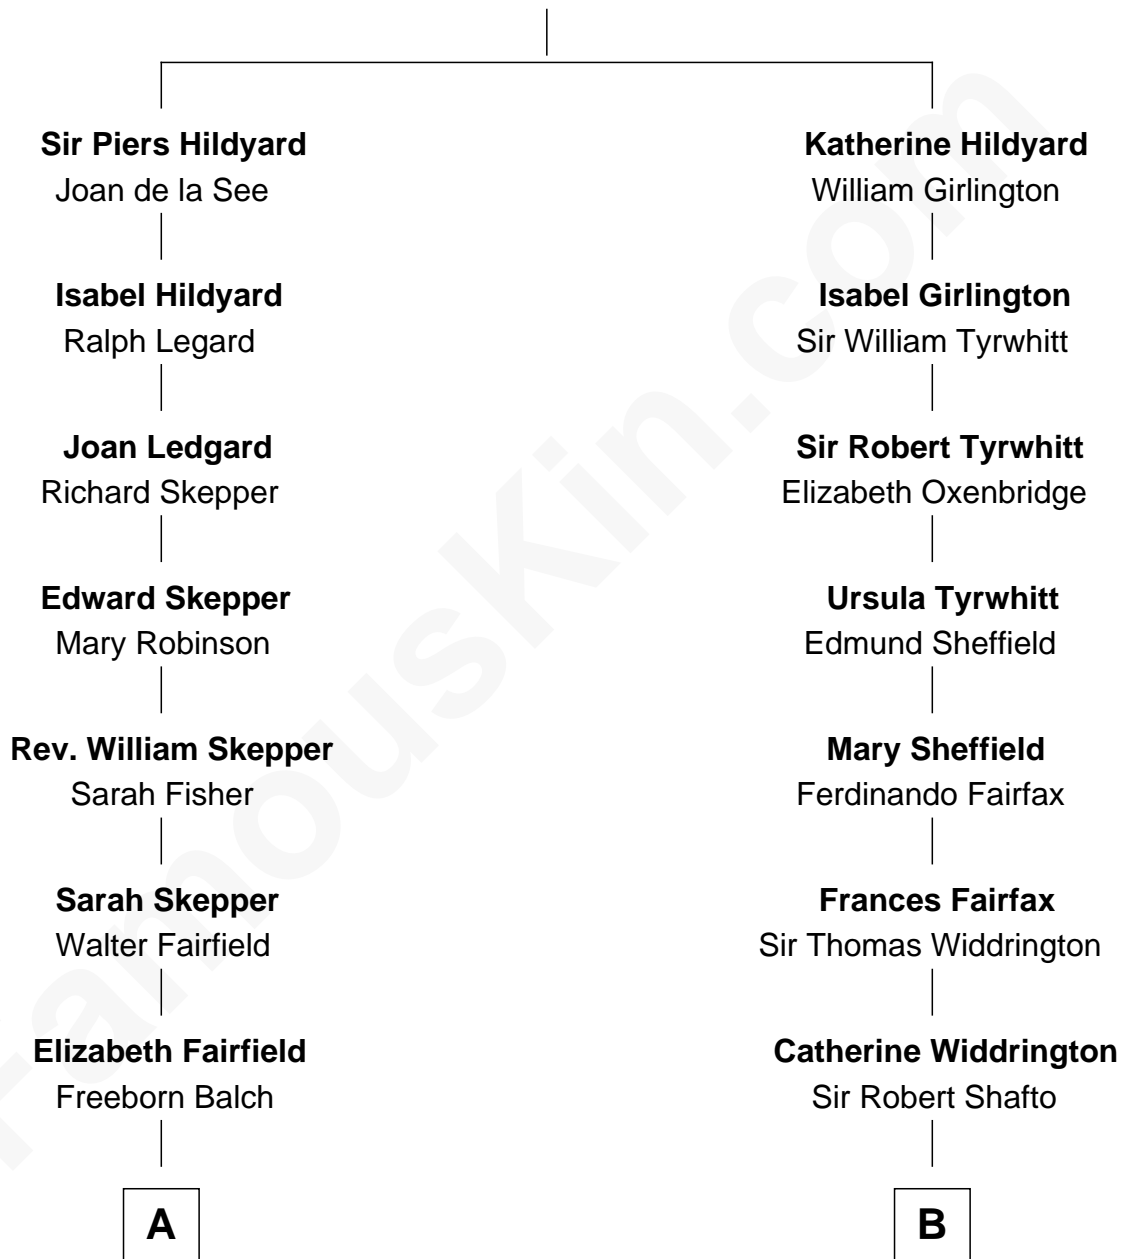 Sir Piers Hildyard
Joan de la See
Isabel Hildyard
Ralph Legard
Joan Ledgard
Richard Skepper
Edward Skepper
Mary Robinson
Rev. William Skepper
Sarah Fisher
Sarah Skepper
Walter Fairfield
Elizabeth Fairfield
Freeborn Balch
A
Katherine Hildyard
William Girlington
Isabel Girlington
Sir William Tyrwhitt
Sir Robert Tyrwhitt
Elizabeth Oxenbridge
Ursula Tyrwhitt
Edmund Sheffield
Mary Sheffield
Ferdinando Fairfax
Frances Fairfax
Sir Thomas Widdrington
Catherine Widdrington
Sir Robert Shafto
B
FamousKin.com